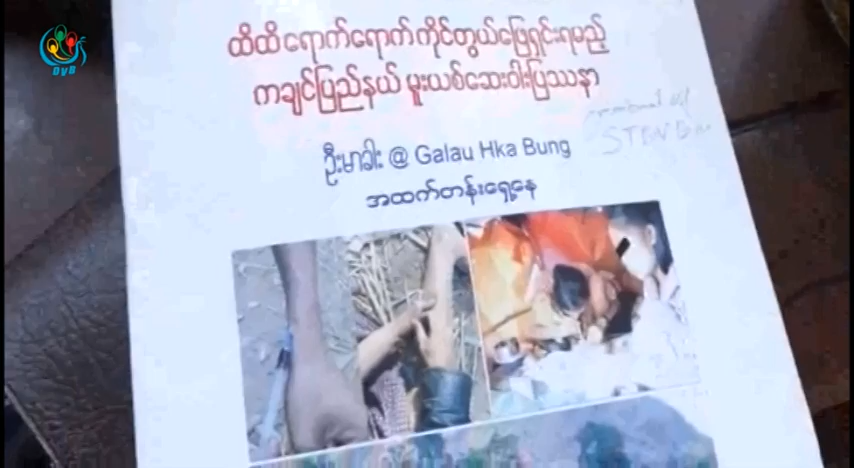 DVB
ထိထိရောက်ရောက် ကိုင်တွယ်ဖြေရှင်းရမည့်
ကချင်ပြည်နယ် မူးယစ်ဆေးဝါးပြဿနာ
ဦးမာခါး @ Galau Hka Bung
အထက်တန်းရှေ့နေ